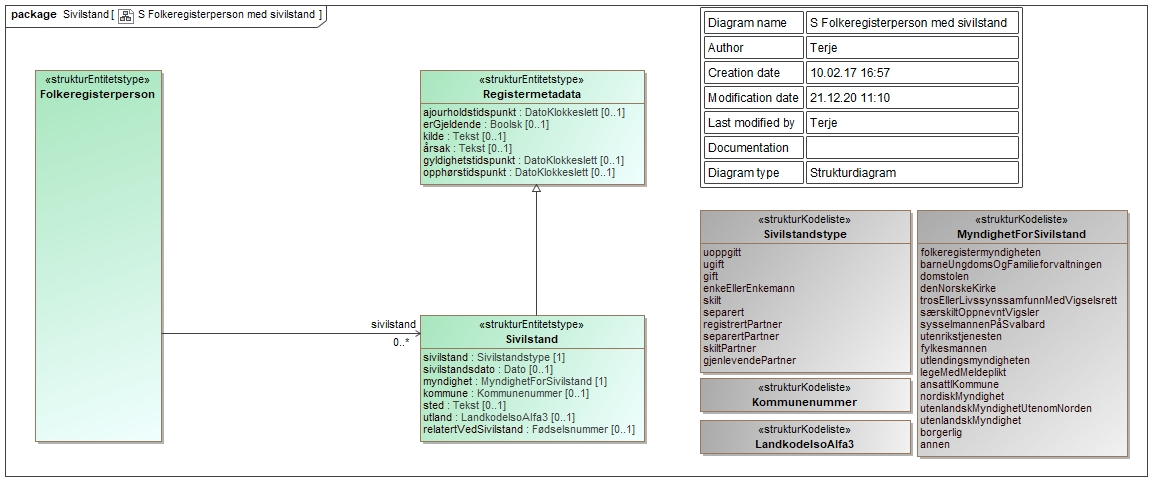 package Sivilstand [ S Folkeregisterperson med sivilstand ]
«strukturEntitetstype»
Folkeregisterperson
«strukturEntitetstype»
Registermetadata
ajourholdstidspunkt : DatoKlokkeslett [0..1]
erGjeldende : Boolsk [0..1]
kilde : Tekst [0..1]
årsak : Tekst [0..1]
gyldighetstidspunkt : DatoKlokkeslett [0..1]
opphørstidspunkt : DatoKlokkeslett [0..1]
Diagram name S Folkeregisterperson med sivilstand
Author Terje
Creation date 10.02.17 16:57
Modification date 21.12.20 11:10
Last modified by Terje
Documentation
Diagram type Strukturdiagram
sivilstand
0..*
«strukturEntitetstype»
Sivilstand
sivilstand : Sivilstandstype [1]
sivilstandsdato : Dato [0..1]
myndighet : MyndighetForSivilstand [1]
kommune : Kommunenummer [0..1]
sted : Tekst [0..1]
utland : LandkodeIsoAlfa3 [0..1]
relatertVedSivilstand : Fødselsnummer [0..1]
«strukturKodeliste»
Sivilstandstype
uoppgitt
ugift
gift
enkeEllerEnkemann
skilt
separert
registrertPartner
separertPartner
skiltPartner
gjenlevendePartner
«strukturKodeliste»
Kommunenummer
«strukturKodeliste»
LandkodeIsoAlfa3
«strukturKodeliste»
MyndighetForSivilstand
folkeregistermyndigheten
barneUngdomsOgFamilieforvaltningen
domstolen
denNorskeKirke
trosEllerLivssynssamfunnMedVigselsrett
særskiltOppnevntVigsler
sysselmannenPåSvalbard
utenrikstjenesten
fylkesmannen
utlendingsmyndigheten
legeMedMeldeplikt
ansattIKommune
nordiskMyndighet
utenlandskMyndighetUtenomNorden
utenlandskMyndighet
borgerlig
annen